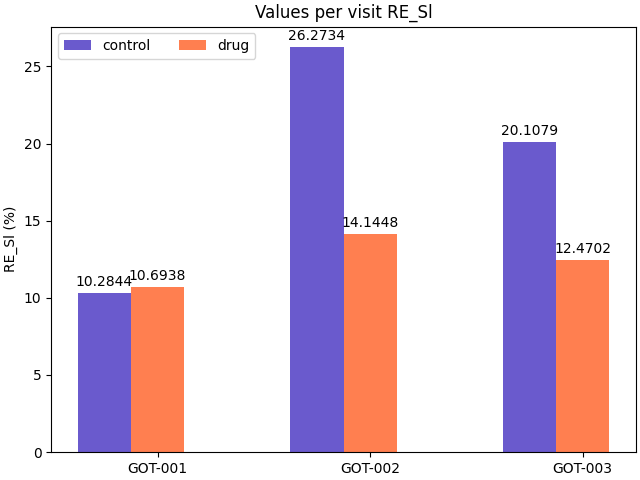 Values per visit RE_Sl
control
drug
RE_Sl (%)
25
20
15
10
5
0
10.2844
10.6938
26.2734
14.1448
20.1079
12.4702
GOT-001
GOT-002
GOT-003